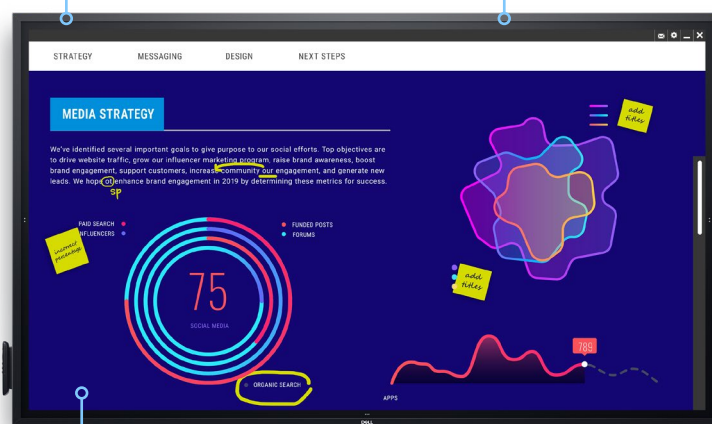 STRATEGY MESSAGING DESIGN NEXT STEPS
MEDIA STRATEGY
We've identified several important goals to give purpose to our social efforts. Top objectives are
to drive website traffic, grow our influencer marketing program, raise brand awareness, boost
brand engagement, support customers, increase community our engagement, and generate new
leads. We hope ot enhance brand engagement in 2019 by determining these metrics for success.
sp
add
titles
PAID SEARCH
NFLUENCERS
incorrect
percentage
FUNDED POSTS
FORUMS
75
SOCIAL MEDIA
add
titles
ORGANIC SEARCH
789
APPS
DELL